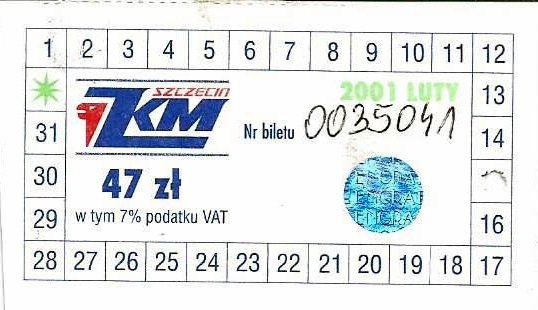 1 2 3 4 5 6 7 8 9 10 11 12
SZCZECIN
ZKM
2001 LUTY
13
31
Nr biletu 0035041
14
30
47 zł
EMGRA
EMGRA
29
w tym 7% podatku VAT
16
28 27 26 25 24 23 22 21 20 19 18 17